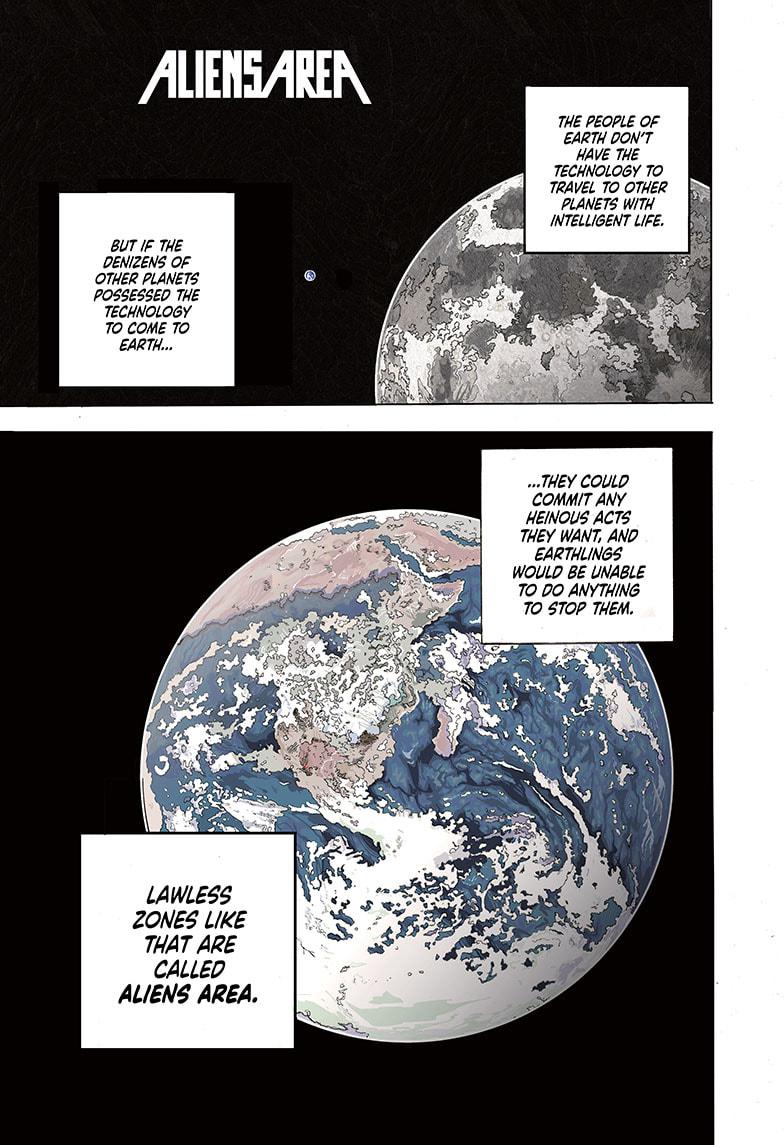 ALIENS AREA
THE PEOPLE OF
EARTH DON'T
HAVE THE
TECHNOLOGY TO
TRAVEL TO OTHER
PLANETS WITH
INTELLIGENT LIFE.
BUT IF THE
DENIZENS OF
OTHER PLANETS
POSSESSED THE
TECHNOLOGY
TO COME TO
EARTH...
...THEY COULD
COMMIT ANY
HEINOUS ACTS
THEY WANT, AND
EARTHLINGS
WOULD BE UNABLE
TO DO ANYTHING
TO STOP THEM.
LAWLESS
ZONES LIKE
THAT ARE
CALLED
ALIENS AREA.